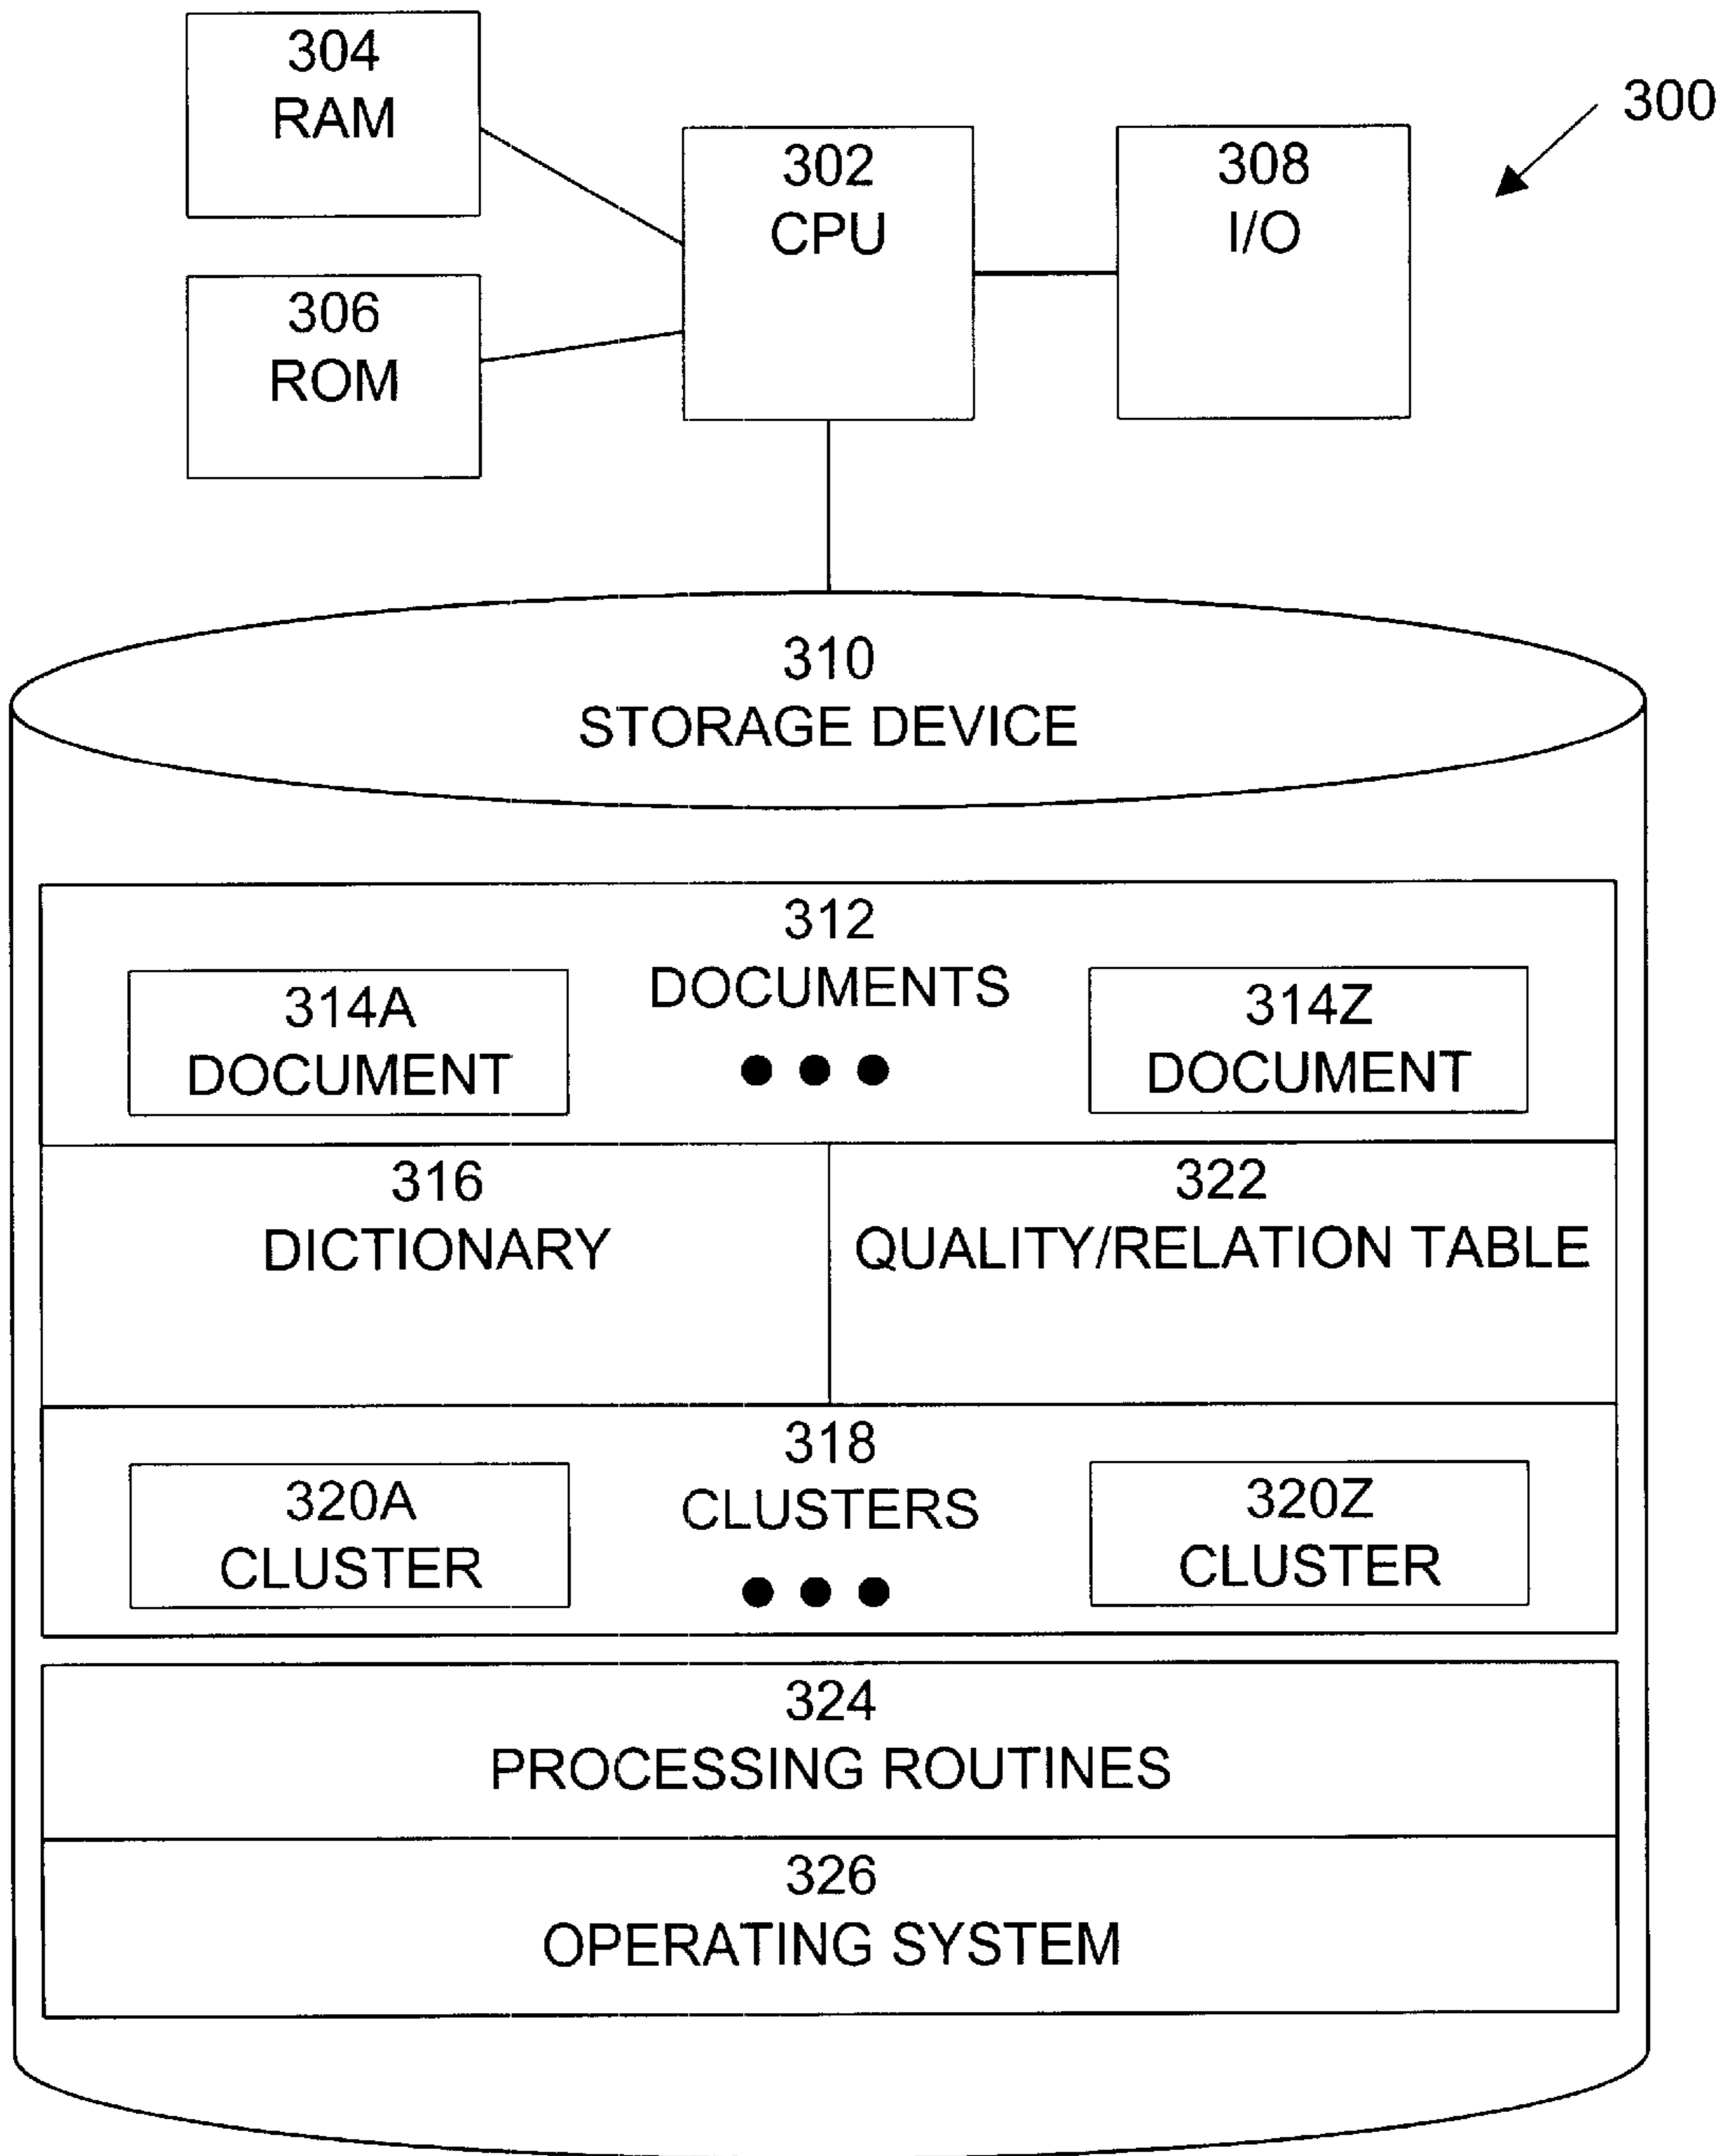 304
RAM
300
302
CPU
308
I/O
306
ROM
310
STORAGE DEVICE
312
DOCUMENTS
314A
DOCUMENT
314Z
DOCUMENT
316
DICTIONARY
322
QUALITY/RELATION TABLE
318
CLUSTERS
320A
CLUSTER
320Z
CLUSTER
324
PROCESSING ROUTINES
326
OPERATING SYSTEM